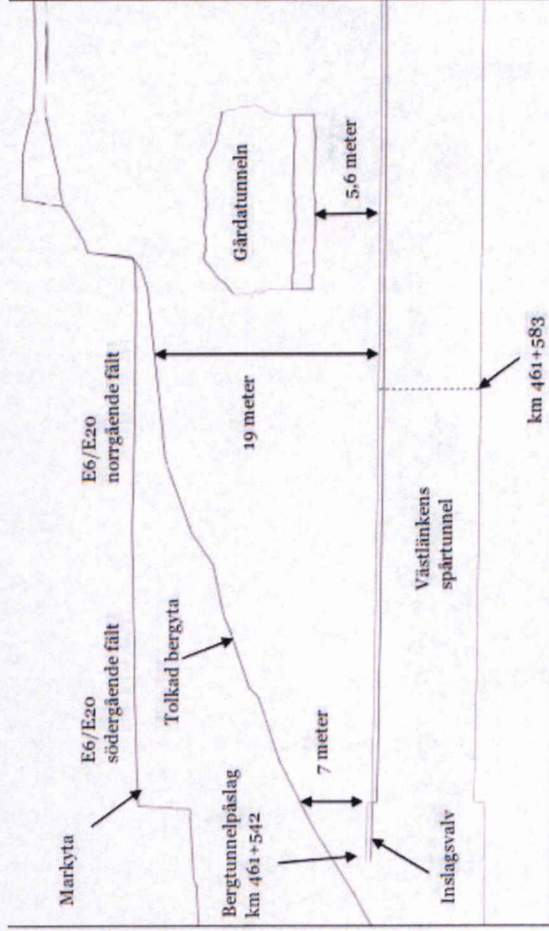 Markyta
E6/E20
södergående fält
E6/E20
norrgående fält
Tolkad bergyta
Gårdatunneln
Bergtunnelpåslag
km 461+542
7 meter
19 meter
5,6 meter
Inslagsvalv
Västlänkens
spårtunnel
km 461+583